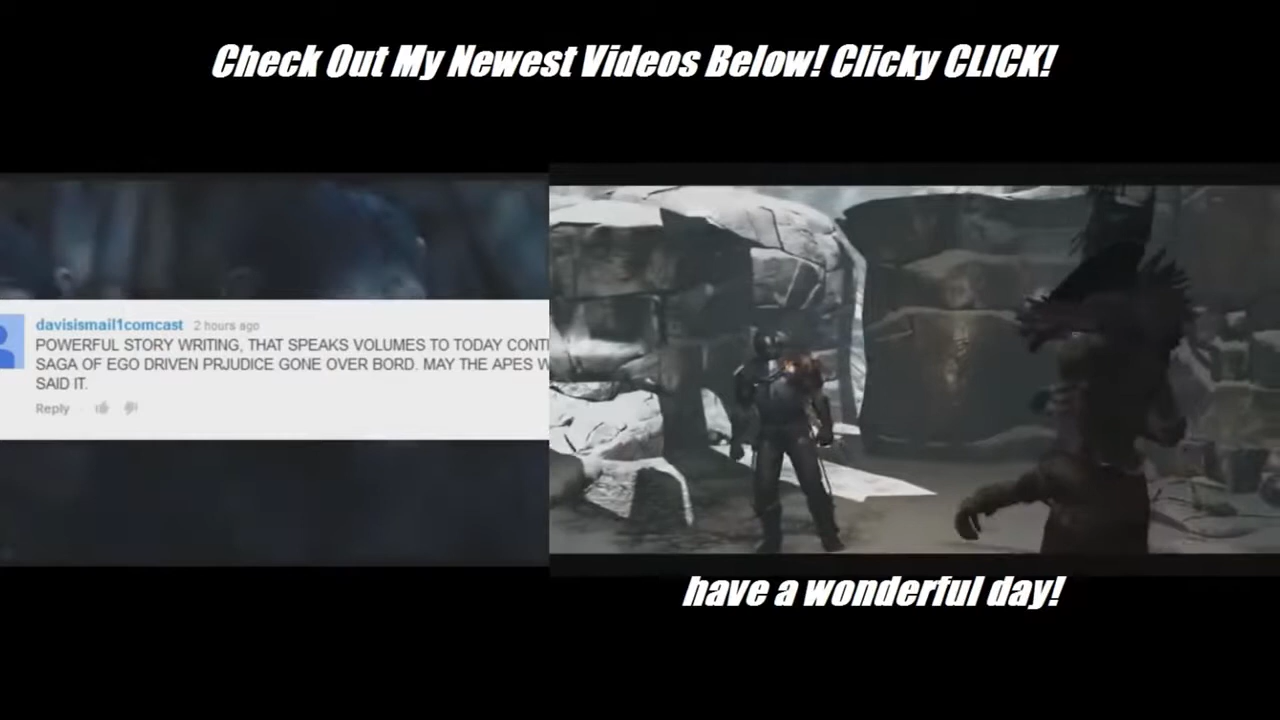 Check Out My Newest Videos Below! Clicky CLICK!
davisismail1comcast 2 hours ago
POWERFUL STORY WRITING, THAT SPEAKS VOLUMES TO TODAY CONTI
SAGA OF EGO DRIVEN PRJUDICE GONE OVER BORD. MAY THE APES W
SAID IT.
Reply
have a wonderful day!